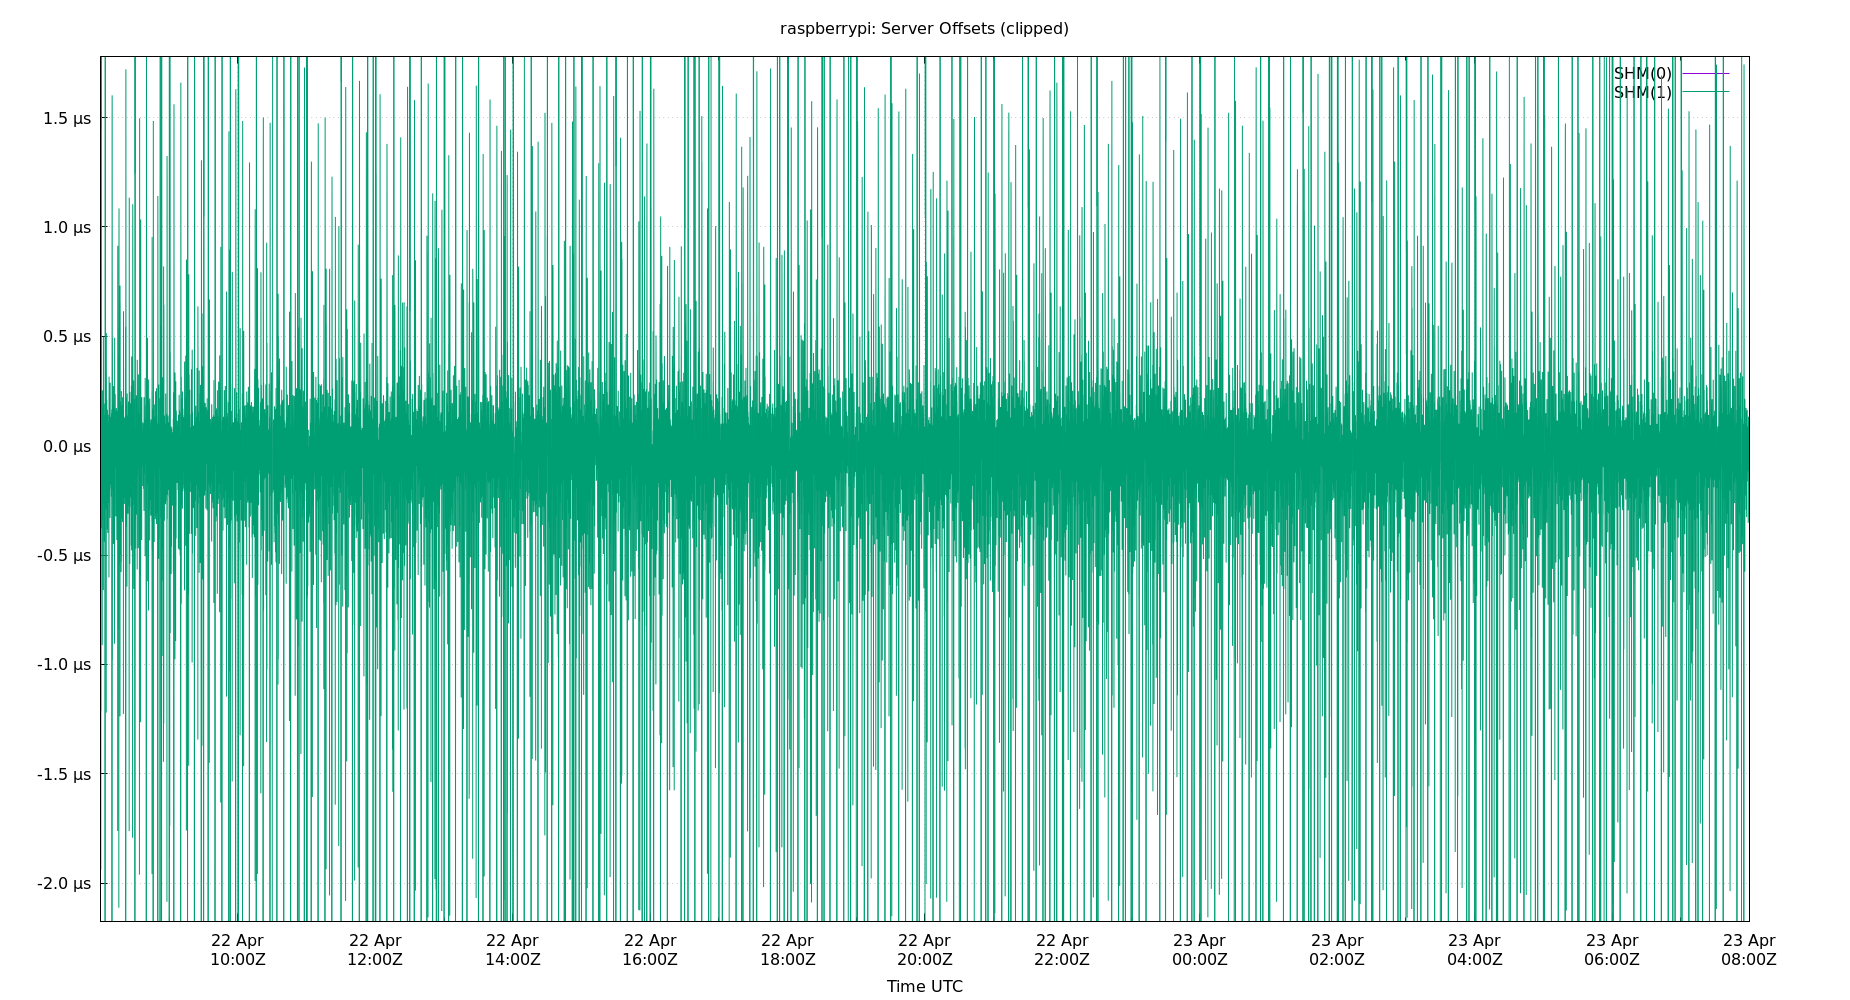 raspberrypi: Server Offsets (clipped)
SHM(0)
SHM(1)
1.5 µs
1.0 µs
0.5 µs
0.0 µs
-0.5 µs
-1.0 µs
-1.5 µs
-2.0 µs
22 Apr 22 Apr 22 Apr 22 Apr 22 Apr 22 Apr 22 Apr 23 Apr 23 Apr 23 Apr 23 Apr 23 Apr
10:00Z 12:00Z 14:00Z 16:00Z 18:00Z 20:00Z 22:00Z 00:00Z 02:00Z 04:00Z 06:00Z 08:00Z
Time UTC